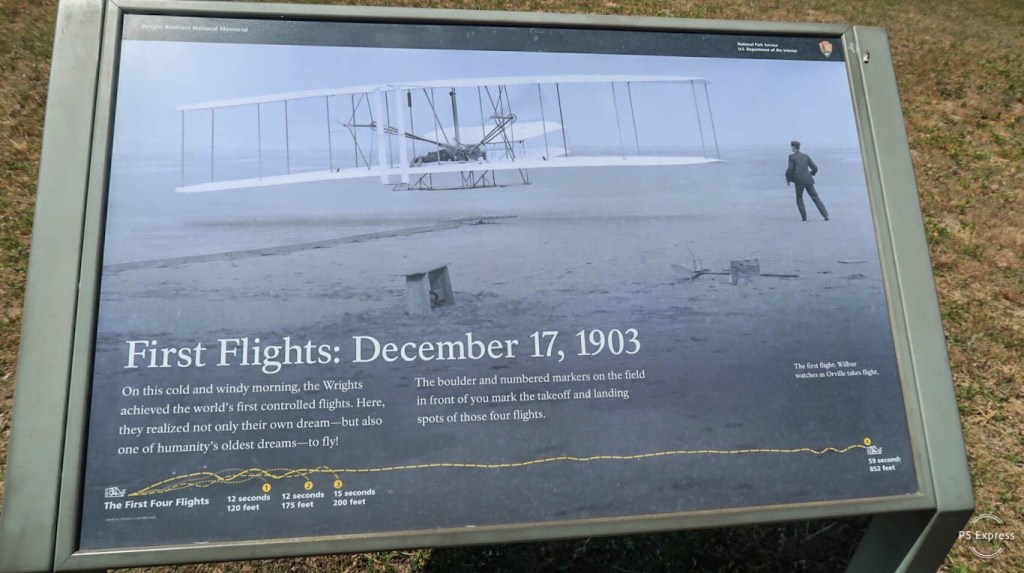 Wright Brothers National Memorial
National Park Service
U.S. Department of the Interior
First Flights: December 17, 1903
On this cold and windy morning, the Wrights
achieved the world's first controlled flights. Here,
they realized not only their own dream—but also
one of humanity's oldest dreams—to fly!
The boulder and numbered markers on the field
in front of you mark the takeoff and landing
spots of those four flights.
The first flight: Wilbur
watches as Orville takes flight.
The First Four Flights
1
12 seconds
120 feet
2
12 seconds
175 feet
3
15 seconds
200 feet
4
59 seconds
852 feet
PS Express